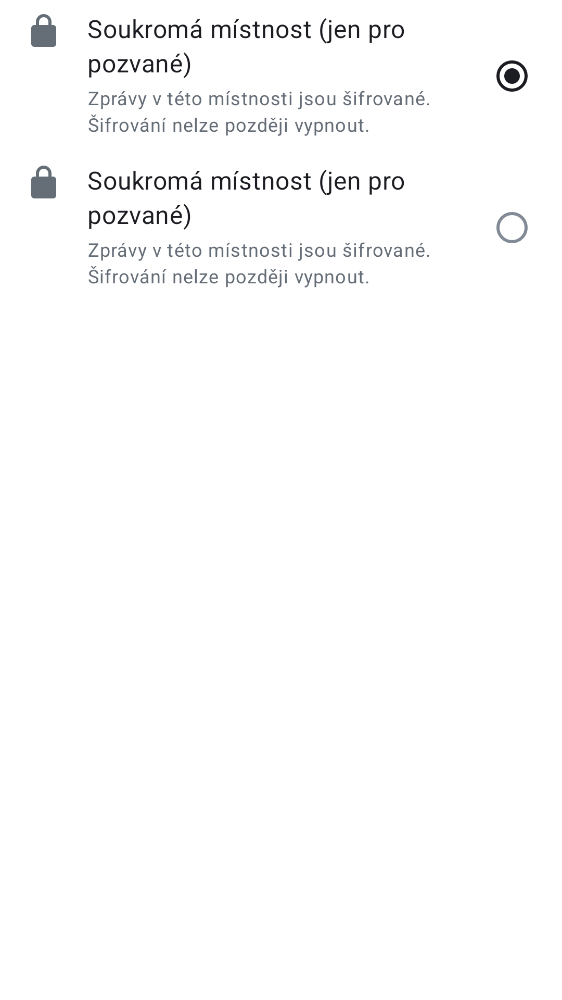 Soukromá místnost (jen pro
pozvané)
Zprávy v této místnosti jsou šifrované.
Šifrování nelze později vypnout.
Soukromá místnost (jen pro
pozvané)
Zprávy v této místnosti jsou šifrované.
Šifrování nelze později vypnout.